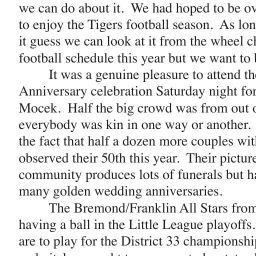 we can do about it. We had hoped to be ov
to enjoy the Tigers football season. As lon
it guess we can look at it from the wheel ch
football schedule this year but we want to b
It was a genuine pleasure to attend the
Anniversary celebration Saturday night for
Mocek. Half the big crowd was from out o
everybody was kin in one way or another.
the fact that half a dozen more couples wit
observed their 50th this year. Their picture
community produces lots of funerals but ha
many golden wedding anniversaries.
The Bremond/Franklin All Stars from
having a ball in the Little League playoffs.
are to play for the District 33 championship